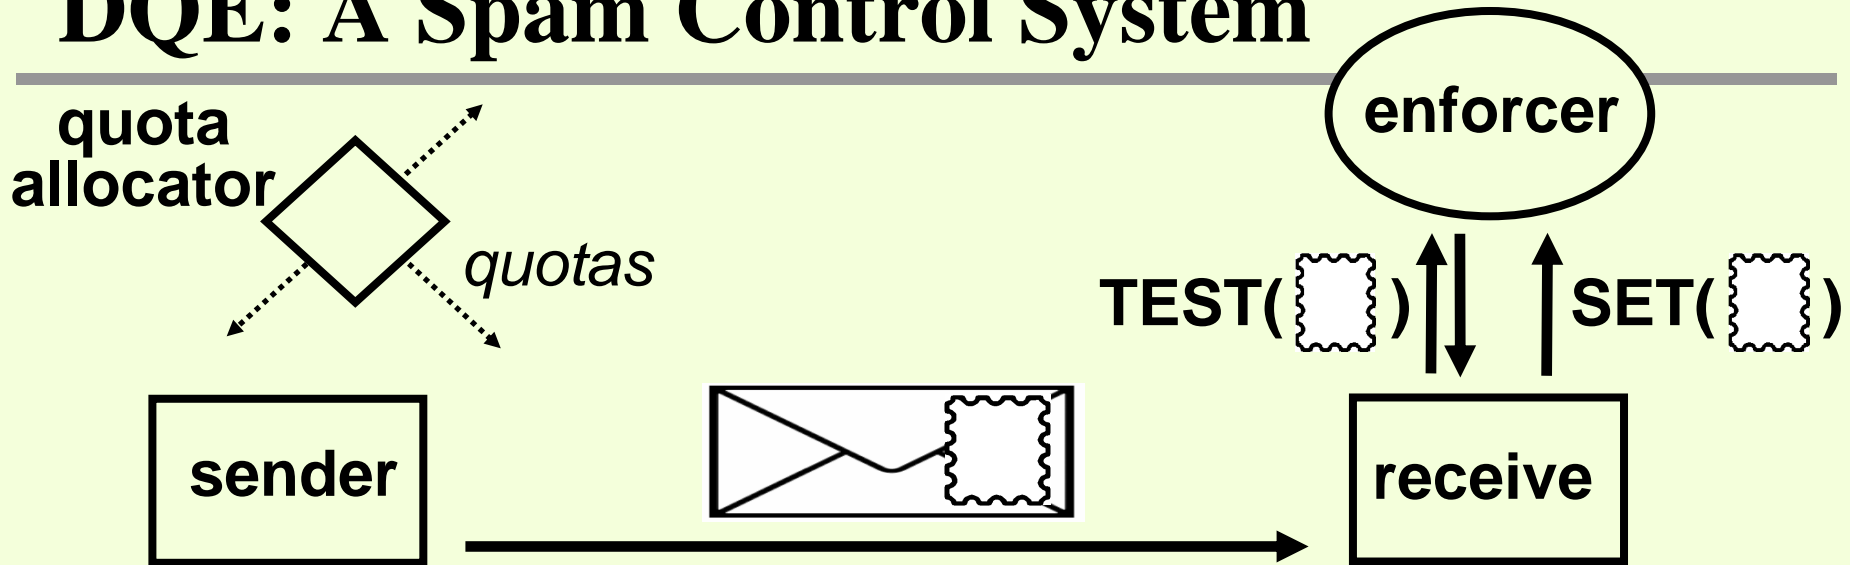 DQE: A Spam Control System
enforcer
quota
allocator
quotas
TEST( )
SET( )
sender
receive